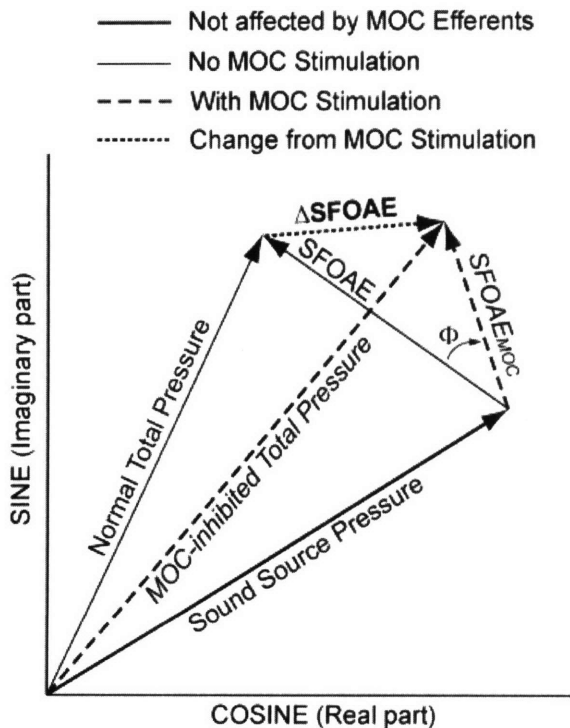 Not affected by MOC Efferents
No MOC Stimulation
With MOC Stimulation
Change from MOC Stimulation
ΔSFOAE
SFOAE
SFOAE_MOC
Φ
Normal Total Pressure
MOC-inhibited Total Pressure
Sound Source Pressure
SINE (Imaginary part)
COSINE (Real part)